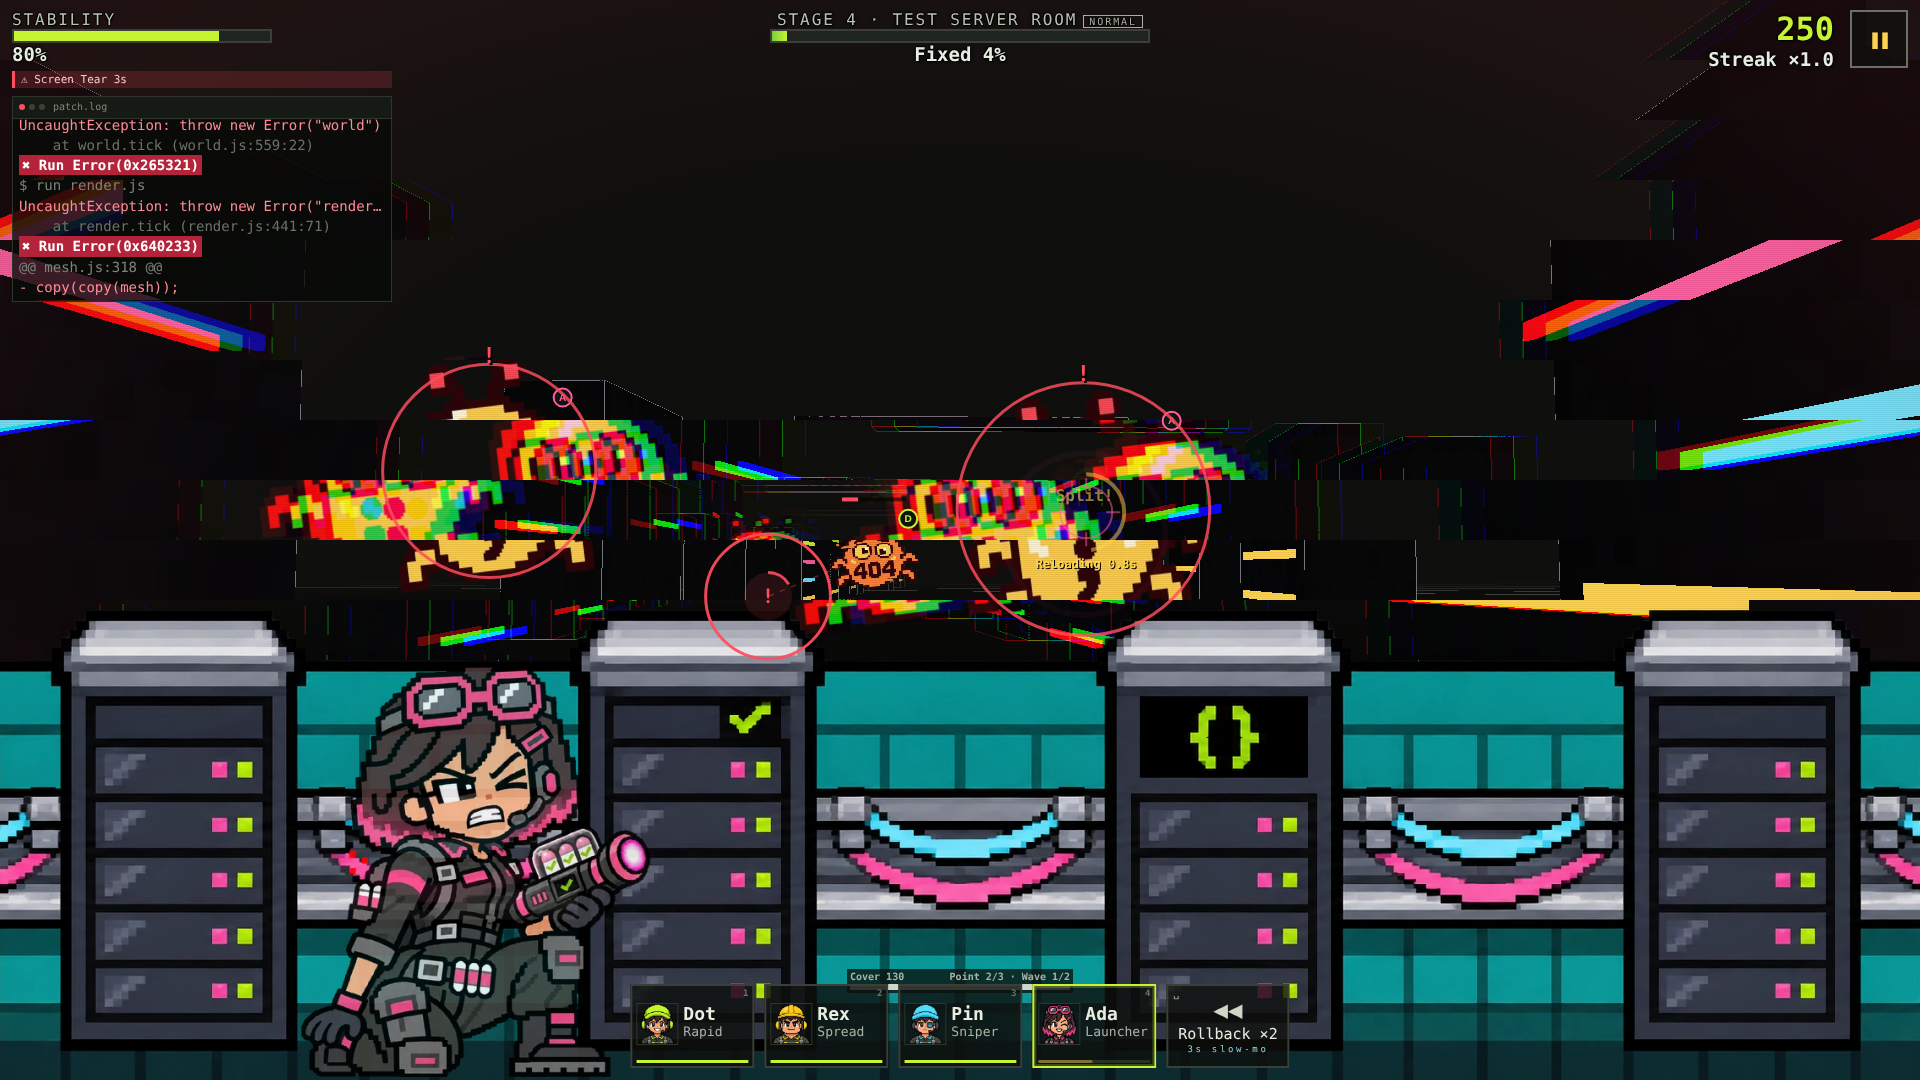 STABILITY
80%
⚠ Screen Tear 3s
patch.log
UncaughtException: throw new Error("world")
at world.tick (world.js:559:22)
✖ Run Error(0x265321)
$ run render.js
UncaughtException: throw new Error("render…
at render.tick (render.js:441:71)
✖ Run Error(0x640233)
@@ mesh.js:318 @@
- copy(copy(mesh));
STAGE 4 · TEST SERVER ROOM NORMAL
Fixed 4%
250
Streak ×1.0
!
A
!
A
Split!
D
404
Reloading 0.8s
!
{}
Cover 130 Point 2/3 · Wave 1/2
1
Dot
Rapid
2
Rex
Spread
3
Pin
Sniper
4
Ada
Launcher
Rollback ×2
3s slow-mo